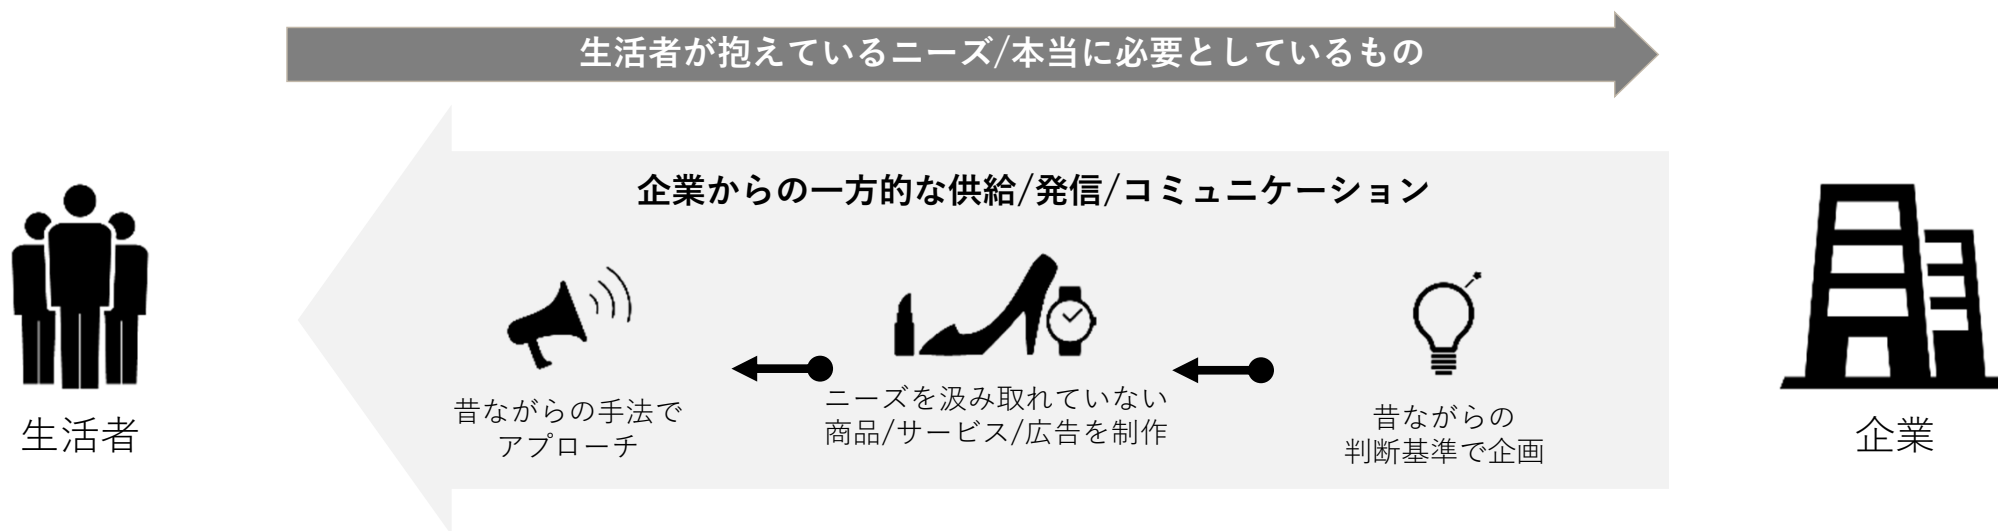 生活者が抱えているニーズ/本当に必要としているもの
企業からの一方的な供給/発信/コミュニケーション
昔ながらの手法で
アプローチ
ニーズを汲み取れていない
商品/サービス/広告を制作
昔ながらの
判断基準で企画
生活者
企業